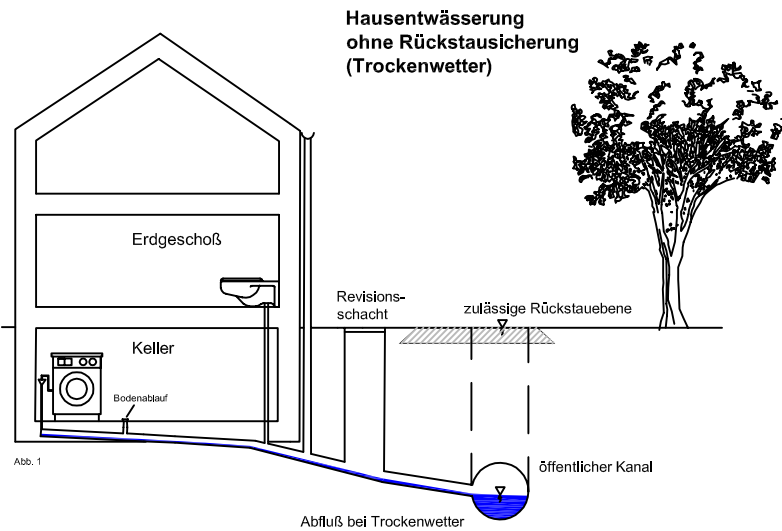 Hausentwässerung
ohne Rückstausicherung
(Trockenwetter)
Erdgeschoß
Revisions-
schacht
zulässige Rückstauebene
Keller
Bodenablauf
Abb. 1
öffentlicher Kanal
Abfluß bei Trockenwetter